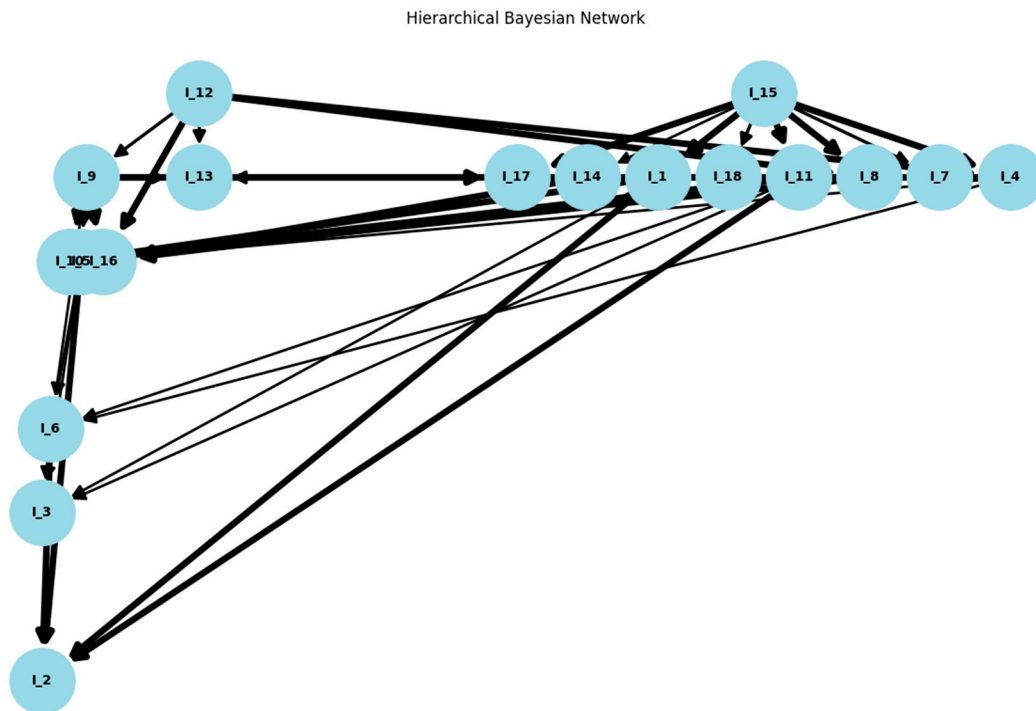 Hierarchical Bayesian Network
I_12
I_15
I_9
I_13
I_17
I_14
I_1
I_18
I_11
I_8
I_7
I_4
I_16
I_6
I_3
I_2